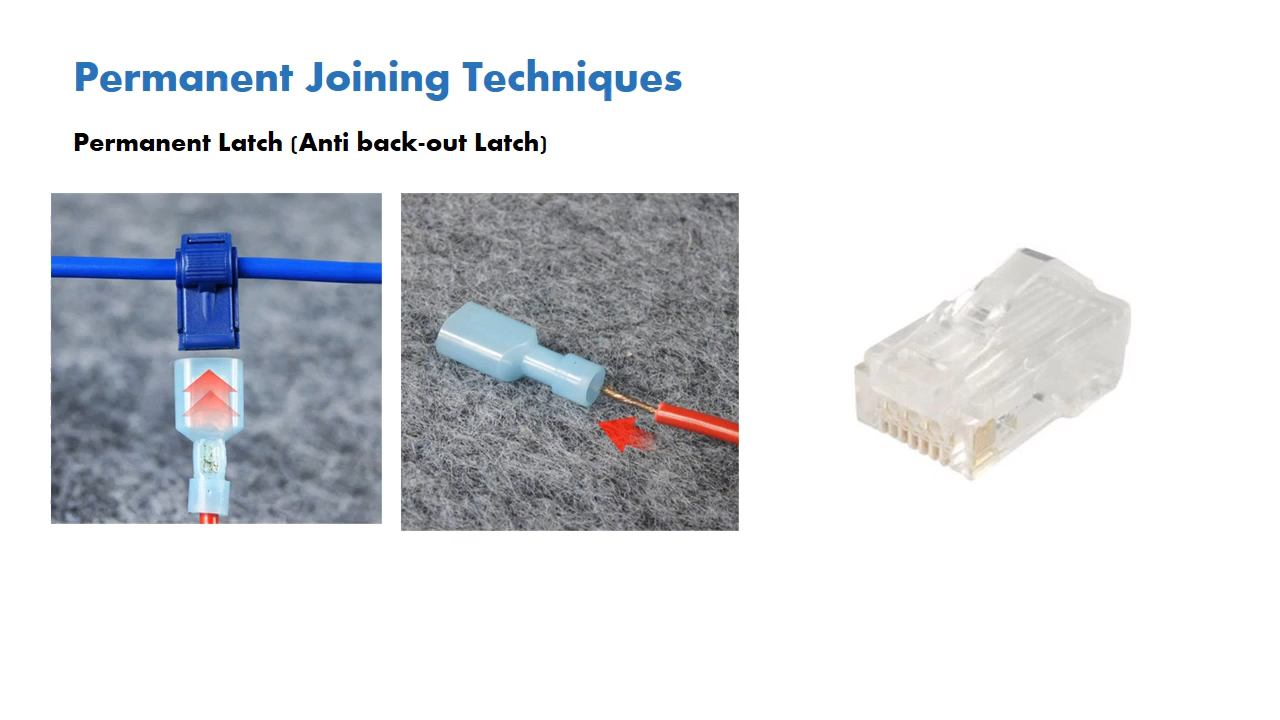 Permanent Joining Techniques
Permanent Latch (Anti back-out Latch)